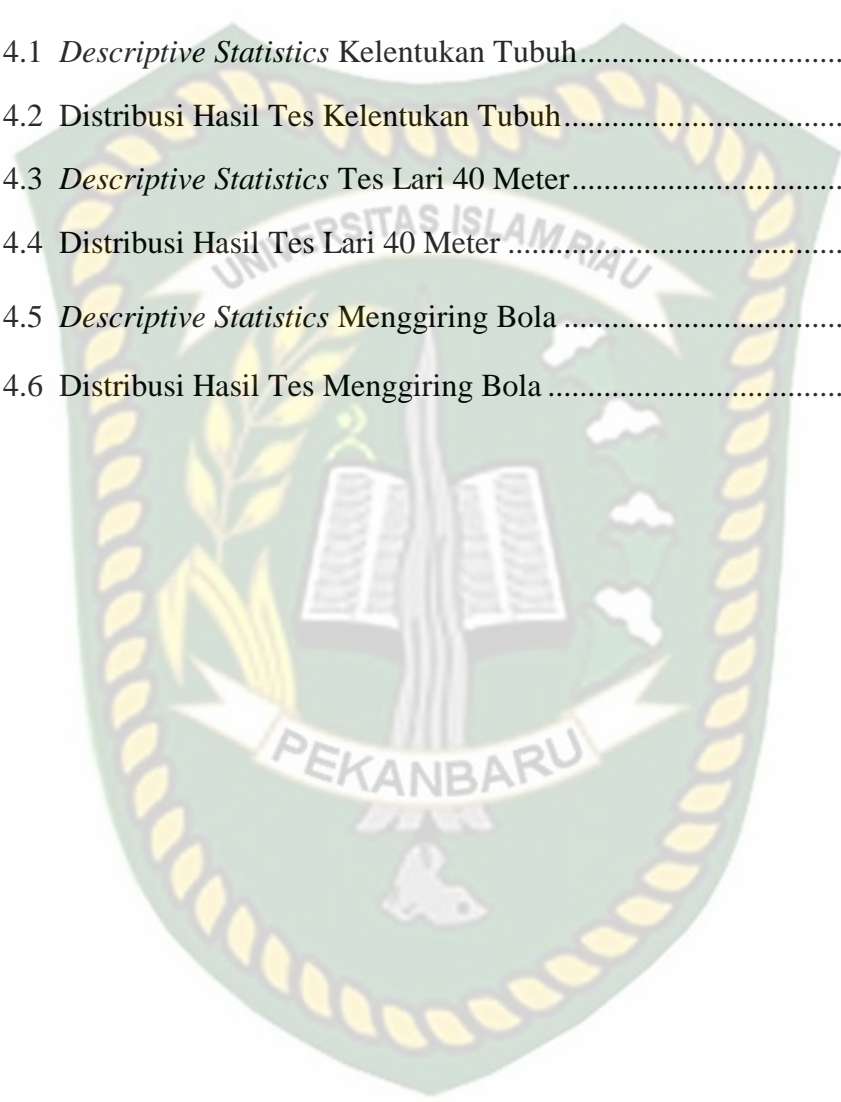 4.1 Descriptive Statistics Kelentukan Tubuh..............................
4.2 Distribusi Hasil Tes Kelentukan Tubuh..............................
4.3 Descriptive Statistics Tes Lari 40 Meter..............................
4.4 Distribusi Hasil Tes Lari 40 Meter ..............................
4.5 Descriptive Statistics Menggiring Bola ..............................
4.6 Distribusi Hasil Tes Menggiring Bola ..............................
UNIVERSITAS ISLAM RIAU
PEKANBARU